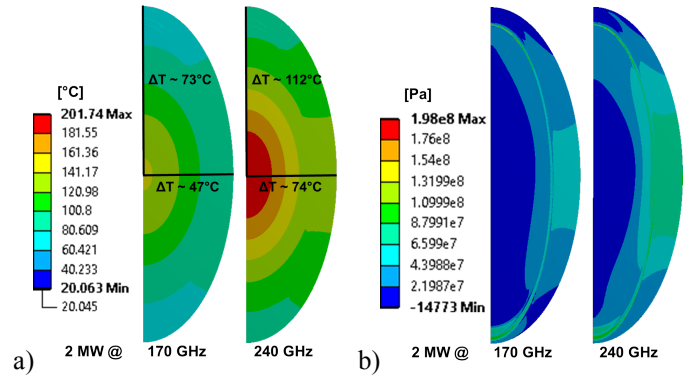 [°C]
201.74 Max
181.55
161.36
141.17
120.98
100.8
80.609
60.421
40.233
20.063 Min
20.045
ΔT ~ 73°C
ΔT ~ 47°C
ΔT ~ 112°C
ΔT ~ 74°C
a)
2 MW @
170 GHz
240 GHz
[Pa]
1.98e8 Max
1.76e8
1.54e8
1.3199e8
1.0999e8
8.7991e7
6.599e7
4.3988e7
2.1987e7
-14773 Min
b)
2 MW @
170 GHz
240 GHz